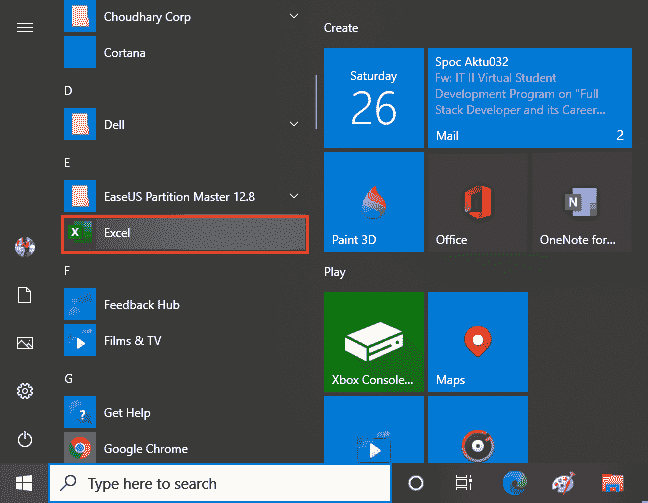 Choudhary Corp
Cortana
D
Dell
E
EaseUS Partition Master 12.8
Excel
F
Feedback Hub
Films & TV
G
Get Help
Google Chrome
Create
Saturday
26
Spoc Aktu032
Fw: IT II Virtual Student
Development Program on "Full
Stack Developer and its Career...
Mail
2
Paint 3D
Office
OneNote for...
Play
Xbox Console...
Maps
Type here to search